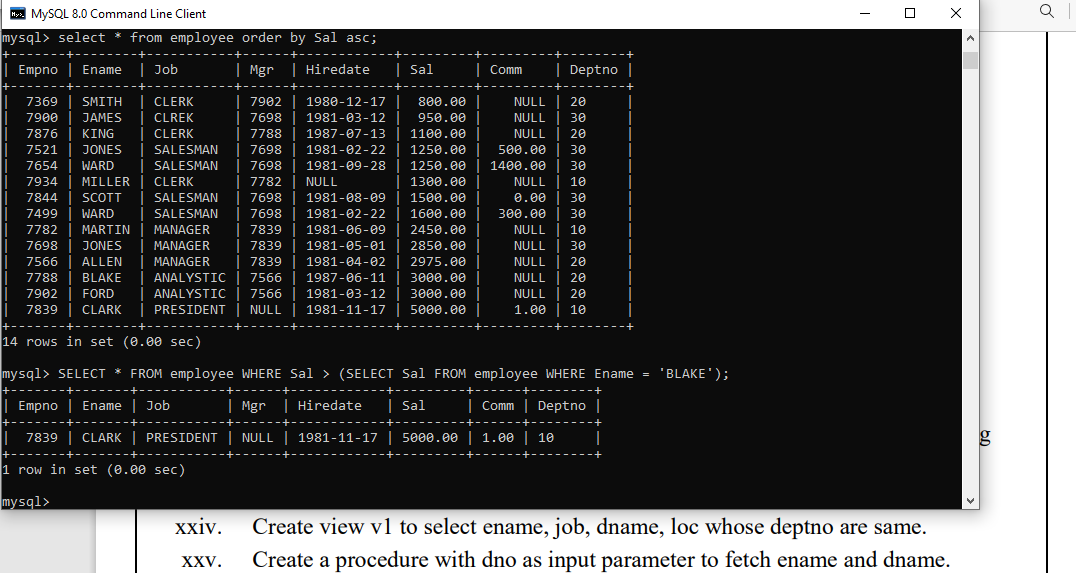 MySQL 8.0 Command Line Client
mysql> select * from employee order by Sal asc;
+-------+--------+-----------+------+------------+---------+---------+--------+
| Empno | Ename  | Job       | Mgr  | Hiredate   | Sal     | Comm    | Deptno |
+-------+--------+-----------+------+------------+---------+---------+--------+
|  7369 | SMITH  | CLERK     | 7902 | 1980-12-17 |  800.00 |    NULL | 20     |
|  7900 | JAMES  | CLREK     | 7698 | 1981-03-12 |  950.00 |    NULL | 30     |
|  7876 | KING   | CLERK     | 7788 | 1987-07-13 | 1100.00 |    NULL | 20     |
|  7521 | JONES  | SALESMAN  | 7698 | 1981-02-22 | 1250.00 |  500.00 | 30     |
|  7654 | WARD   | SALESMAN  | 7698 | 1981-09-28 | 1250.00 | 1400.00 | 30     |
|  7934 | MILLER | CLERK     | 7782 | NULL       | 1300.00 |    NULL | 10     |
|  7844 | SCOTT  | SALESMAN  | 7698 | 1981-08-09 | 1500.00 |    0.00 | 30     |
|  7499 | WARD   | SALESMAN  | 7698 | 1981-02-22 | 1600.00 |  300.00 | 30     |
|  7782 | MARTIN | MANAGER   | 7839 | 1981-06-09 | 2450.00 |    NULL | 10     |
|  7698 | JONES  | MANAGER   | 7839 | 1981-05-01 | 2850.00 |    NULL | 30     |
|  7566 | ALLEN  | MANAGER   | 7839 | 1981-04-02 | 2975.00 |    NULL | 20     |
|  7788 | BLAKE  | ANALYSTIC | 7566 | 1987-06-11 | 3000.00 |    NULL | 20     |
|  7902 | FORD   | ANALYSTIC | 7566 | 1981-03-12 | 3000.00 |    NULL | 20     |
|  7839 | CLARK  | PRESIDENT | NULL | 1981-11-17 | 5000.00 |    1.00 | 10     |
+-------+--------+-----------+------+------------+---------+---------+--------+
14 rows in set (0.00 sec)
mysql> SELECT * FROM employee WHERE Sal > (SELECT Sal FROM employee WHERE Ename = 'BLAKE');
+-------+-------+-----------+------+------------+---------+------+--------+
| Empno | Ename | Job       | Mgr  | Hiredate   | Sal     | Comm | Deptno |
+-------+-------+-----------+------+------------+---------+------+--------+
|  7839 | CLARK | PRESIDENT | NULL | 1981-11-17 | 5000.00 | 1.00 | 10     |
+-------+-------+-----------+------+------------+---------+------+--------+
1 row in set (0.00 sec)
mysql>
g
xxiv. Create view v1 to select ename, job, dname, loc whose deptno are same.
xxv. Create a procedure with dno as input parameter to fetch ename and dname.